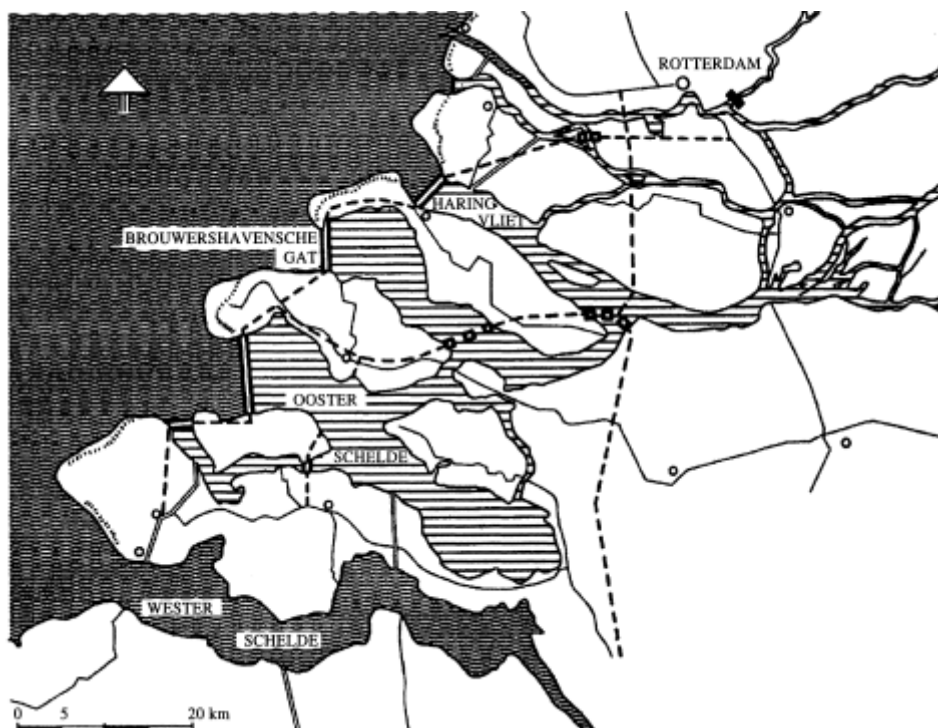 ROTTERDAM
HARING
VLIET
BROUWERSHAVENSCHE
GAT
OOSTER
SCHELDE
WESTER
SCHELDE
0 5 20 km